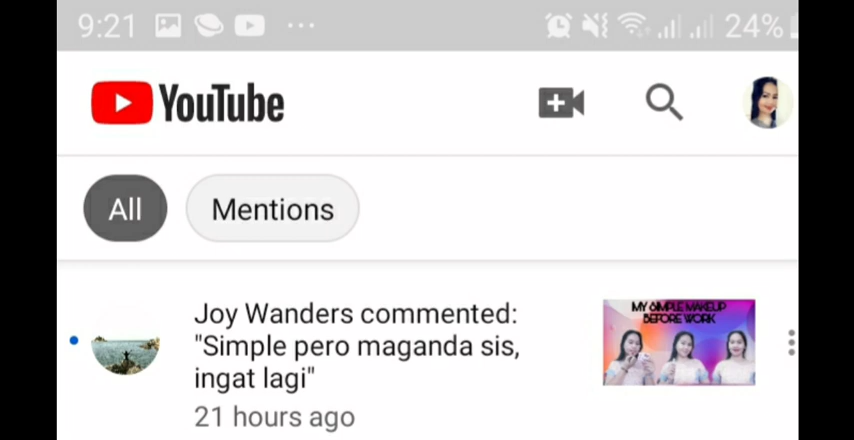 9:21 24%
YouTube
All Mentions
Joy Wanders commented:
"Simple pero maganda sis,
ingat lagi"
21 hours ago
MY SIMPLE MAKEUP
BEFORE WORK